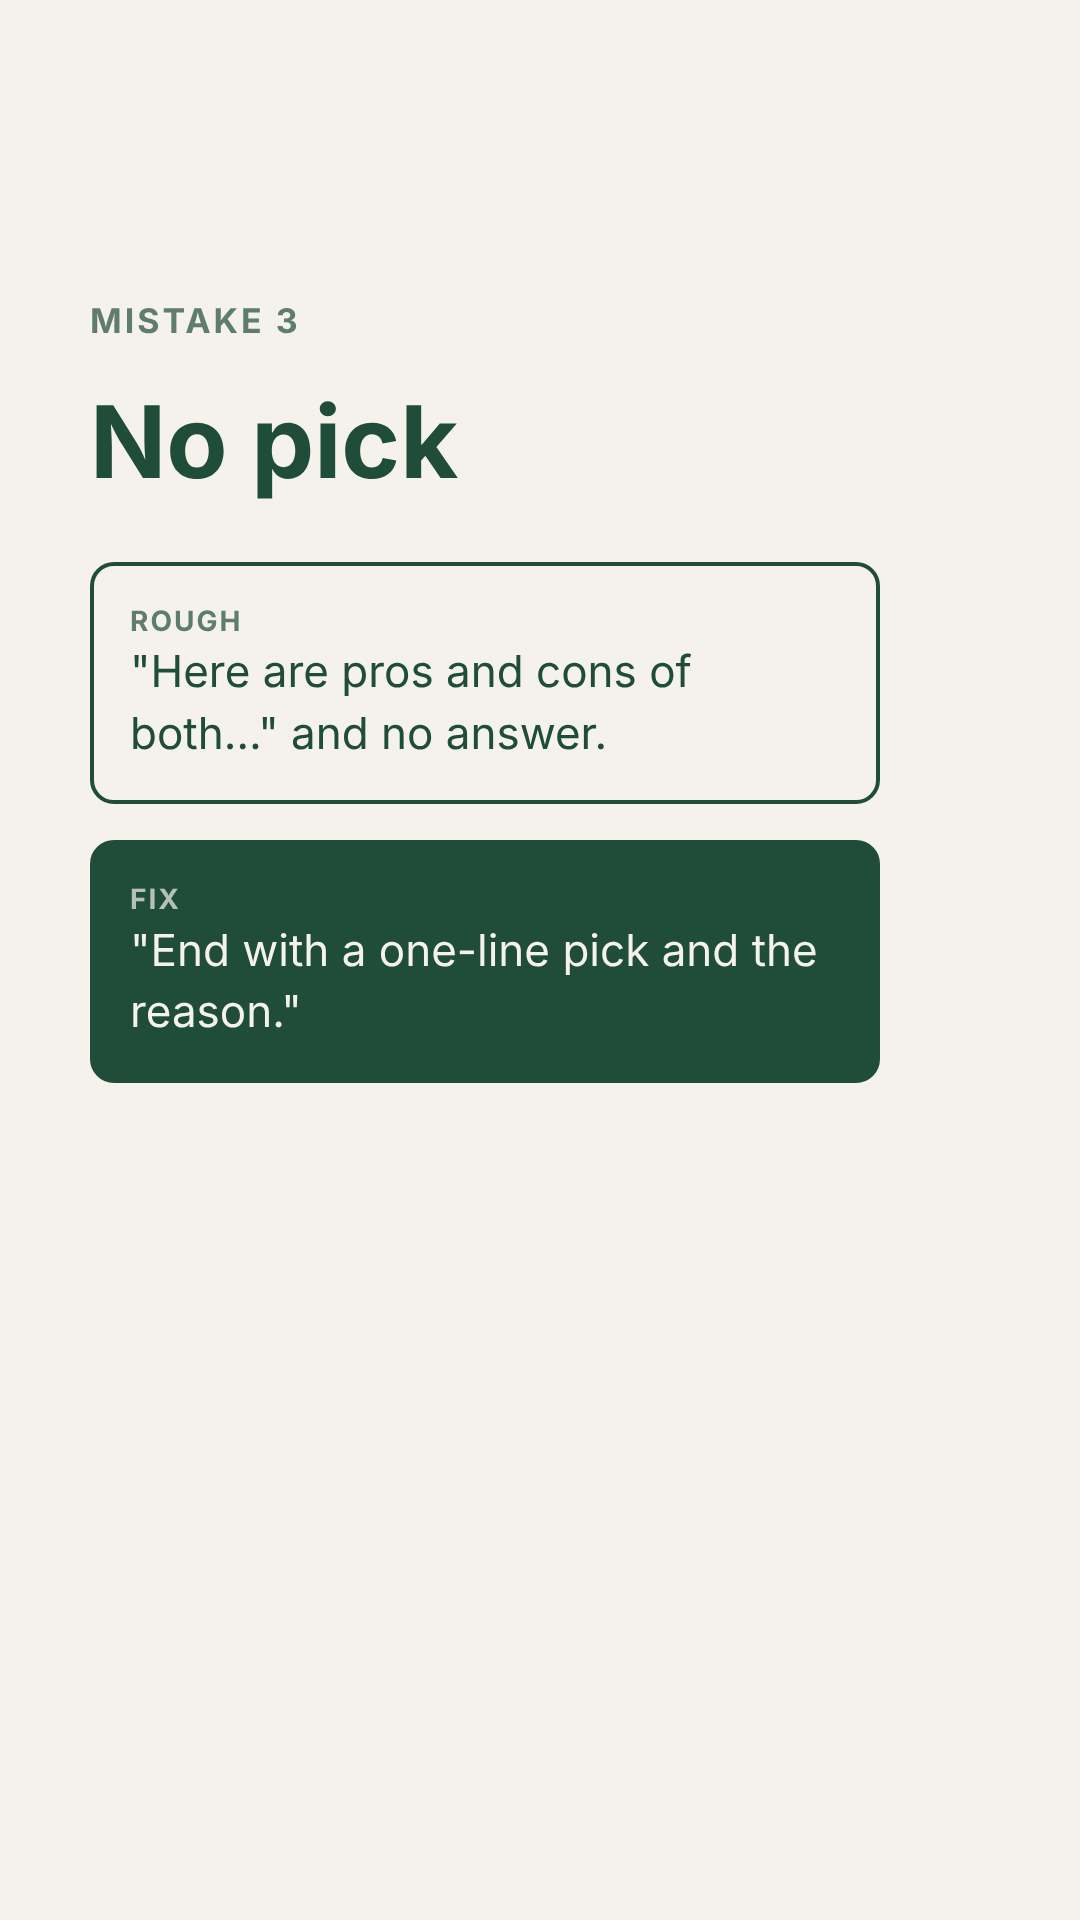 MISTAKE 3
No pick
ROUGH
"Here are pros and cons of
both..." and no answer.
FIX
"End with a one-line pick and the
reason."